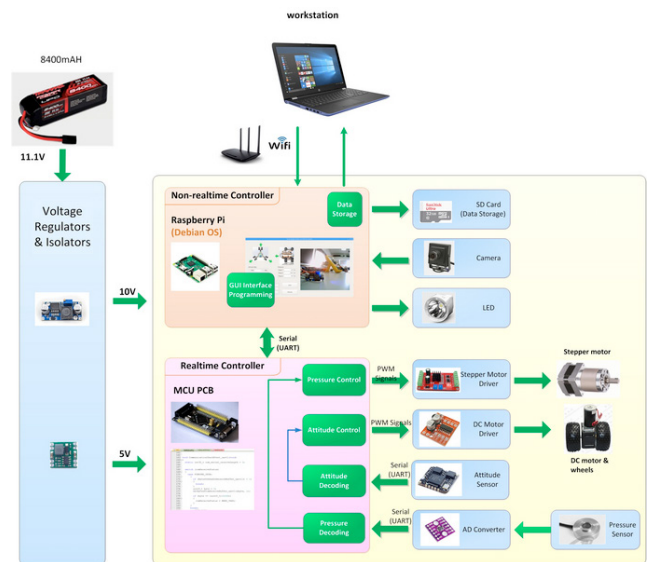 workstation
8400mAH
8400
Wifi
11.1V
Voltage
Regulators
& Isolators
10V
5V
Non-realtime Controller
Raspberry Pi
(Debian OS)
Data
Storage
GUI Interface
Programming
SD Card
(Data Storage)
Camera
LED
Serial
(UART)
Realtime Controller
MCU PCB
Pressure Control
PWM
Signals
Stepper Motor
Driver
Stepper motor
Attitude Control
PWM Signals
DC Motor
Driver
DC motor &
wheels
Attitude
Decoding
Serial
(UART)
Attitude
Sensor
Pressure
Decoding
Serial
(UART)
AD Converter
Pressure
Sensor